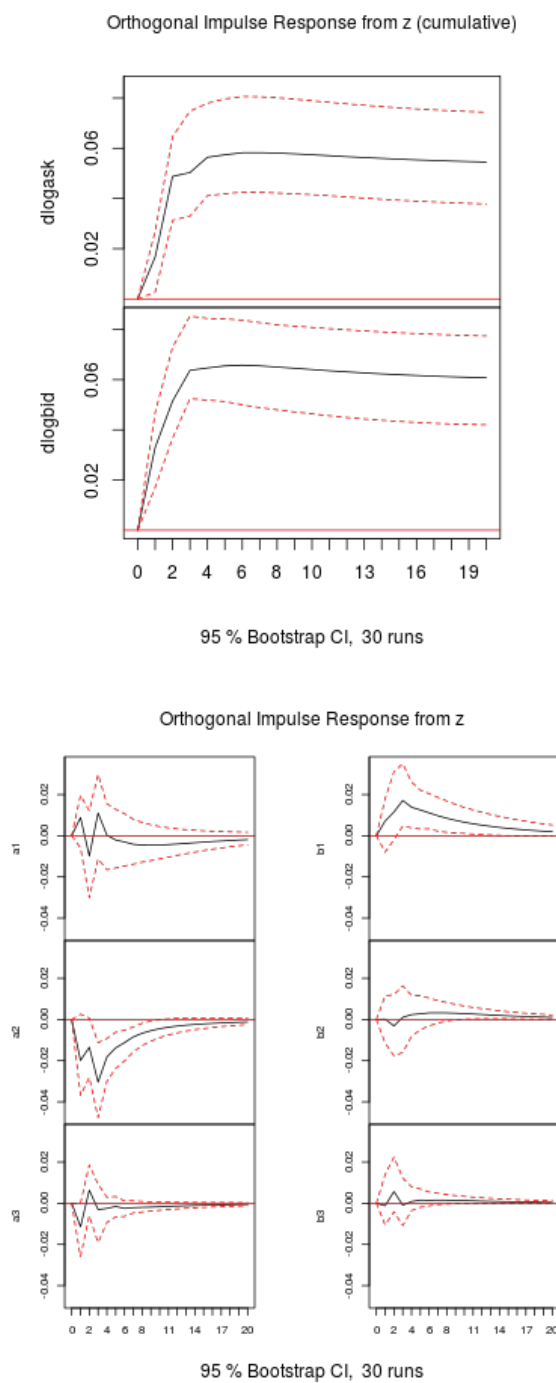 Orthogonal Impulse Response from z (cumulative)
dlogask
0.02 0.06
dlogbid
0.02 0.06
0 2 4 6 8 10 13 16 19
95 % Bootstrap CI, 30 runs
Orthogonal Impulse Response from z
a1
-0.04 -0.02 0.00 0.02
b1
-0.04 -0.02 0.00 0.02
a2
-0.04 -0.02 0.00 0.02
b2
-0.04 -0.02 0.00 0.02
a3
-0.04 -0.02 0.00 0.02
b3
-0.04 -0.02 0.00 0.02
0 2 4 6 8 11 14 17 20
0 2 4 6 8 11 14 17 20
95 % Bootstrap CI, 30 runs